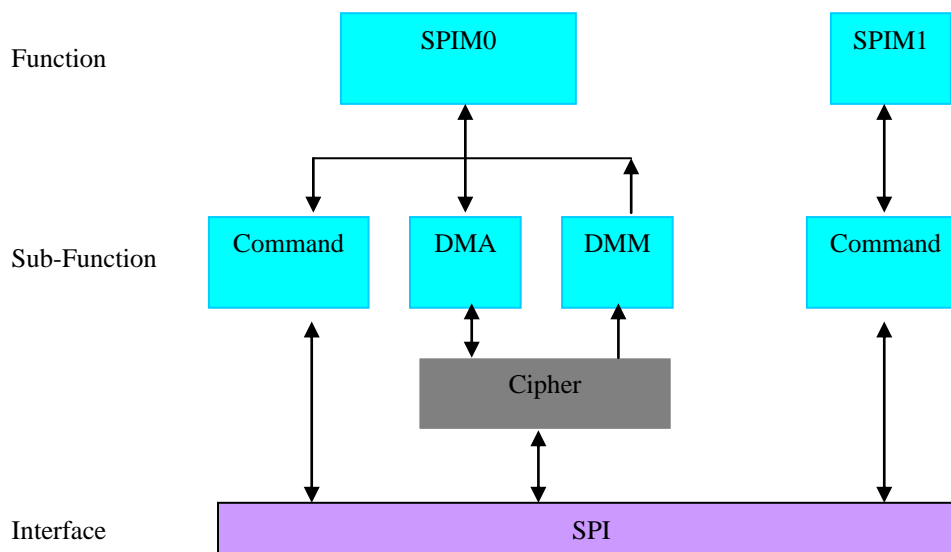 Function
SPIM0
SPIM1
Sub-Function
Command
DMA
DMM
Command
Cipher
Interface
SPI